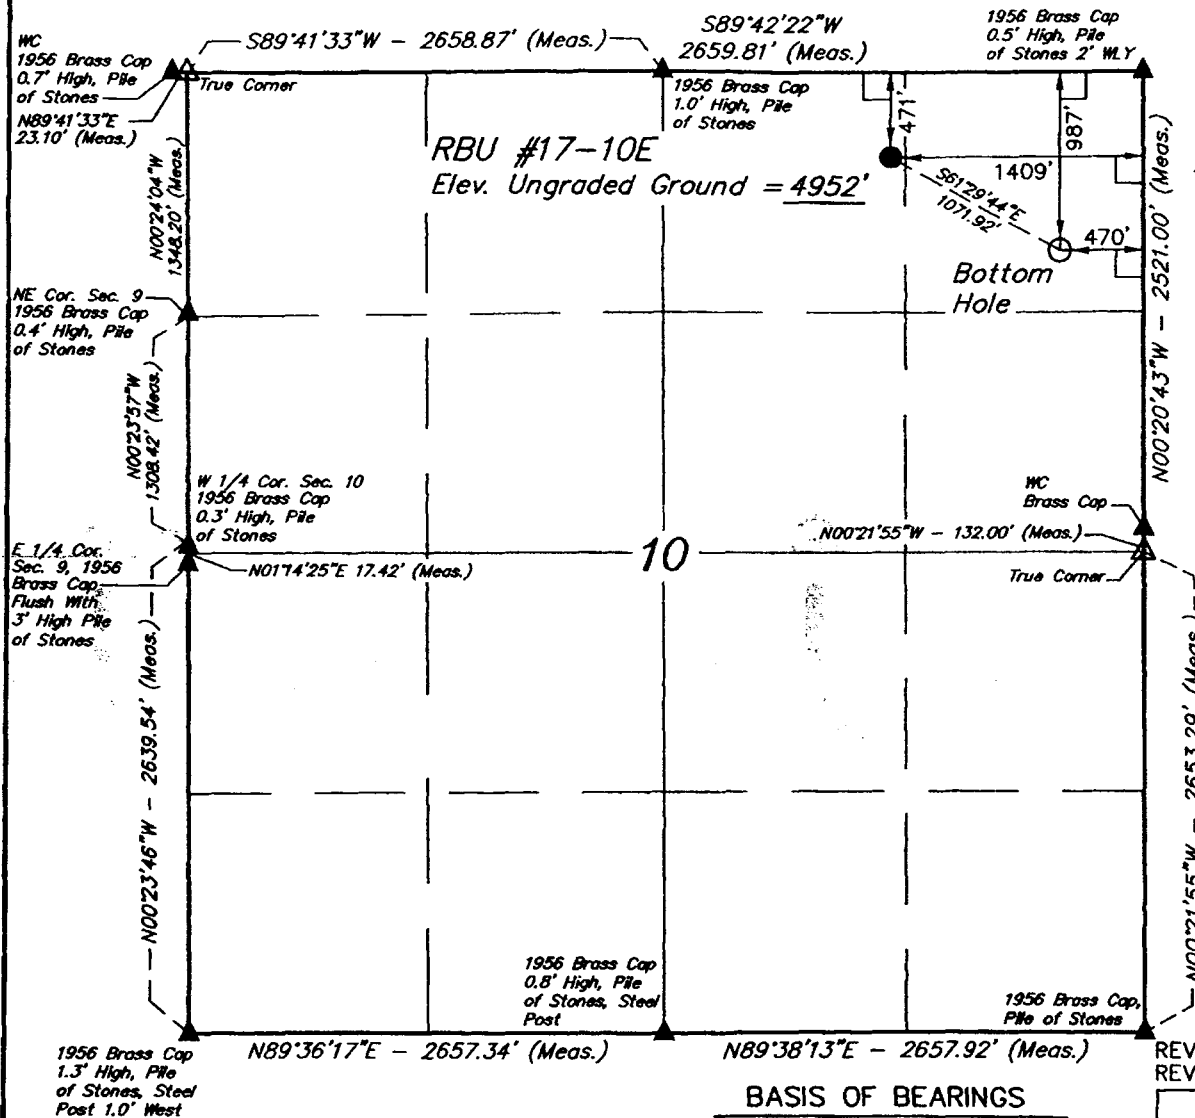 WC
1956 Brass Cap
0.7' High, Pile
of Stones
N89°41'33"E
23.10' (Meas.)
S89°41'33"W - 2658.87' (Meas.)
True Corner
S89°42'22"W
2659.81' (Meas.)
1956 Brass Cap
0.5' High, Pile
of Stones 2' WLY
1956 Brass Cap
1.0' High, Pile
of Stones
RBU #17-10E
Elev. Ungraded Ground = 4952'
471'
987'
1409'
S61°29'44"E
1071.92'
470'
Bottom
Hole
N00°24'04"W
1348.20' (Meas.)
N00°20'43"W - 2521.00' (Meas.)
NE Cor. Sec. 9
1956 Brass Cap
0.4' High, Pile
of Stones
N00°23'57"W
1308.42' (Meas.)
W 1/4 Cor. Sec. 10
1956 Brass Cap
0.3' High, Pile
of Stones
WC
Brass Cap
N00°21'55"W - 132.00' (Meas.)
True Corner
E 1/4 Cor.
Sec. 9, 1956
Brass Cap
Flush With
3' High Pile
of Stones
N01°14'25"E 17.42' (Meas.)
10
N00°23'46"W - 2639.54' (Meas.)
N00°21'55"W - 2653.29' (Meas.)
1956 Brass Cap
0.8' High, Pile
of Stones, Steel
Post
1956 Brass Cap,
Pile of Stones
1956 Brass Cap
1.3' High, Pile
of Stones, Steel
Post 1.0' West
N89°36'17"E - 2657.34' (Meas.)
N89°38'13"E - 2657.92' (Meas.)
REV
REV
BASIS OF BEARINGS